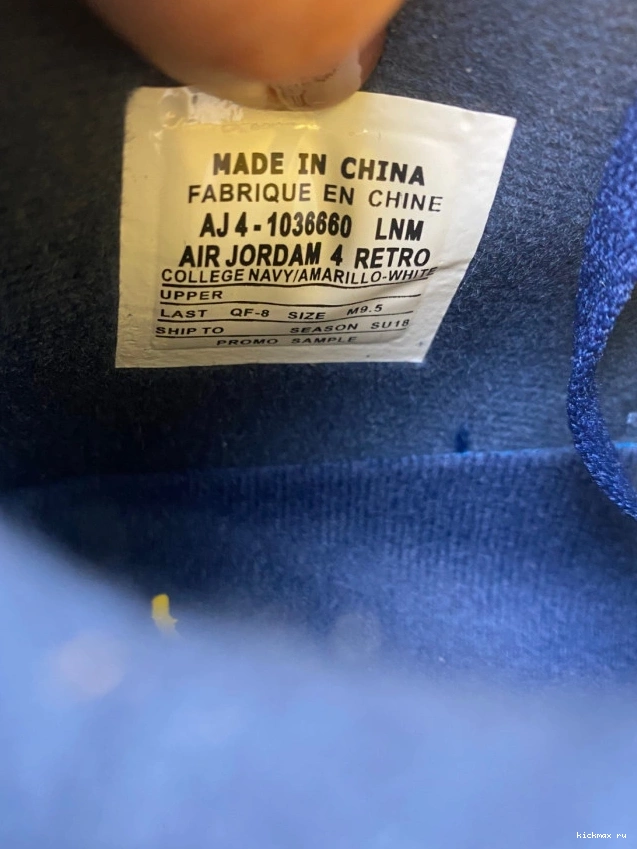 MADE IN CHINA
FABRIQUE EN CHINE
AJ 4 - 1036660 LNM
AIR JORDAM 4 RETRO
COLLEGE NAVY/AMARILLO-WHITE
UPPER
LAST QF-8 SIZE M9.5
SHIP TO SEASON SU18
PROMO SAMPLE
kickmax ru